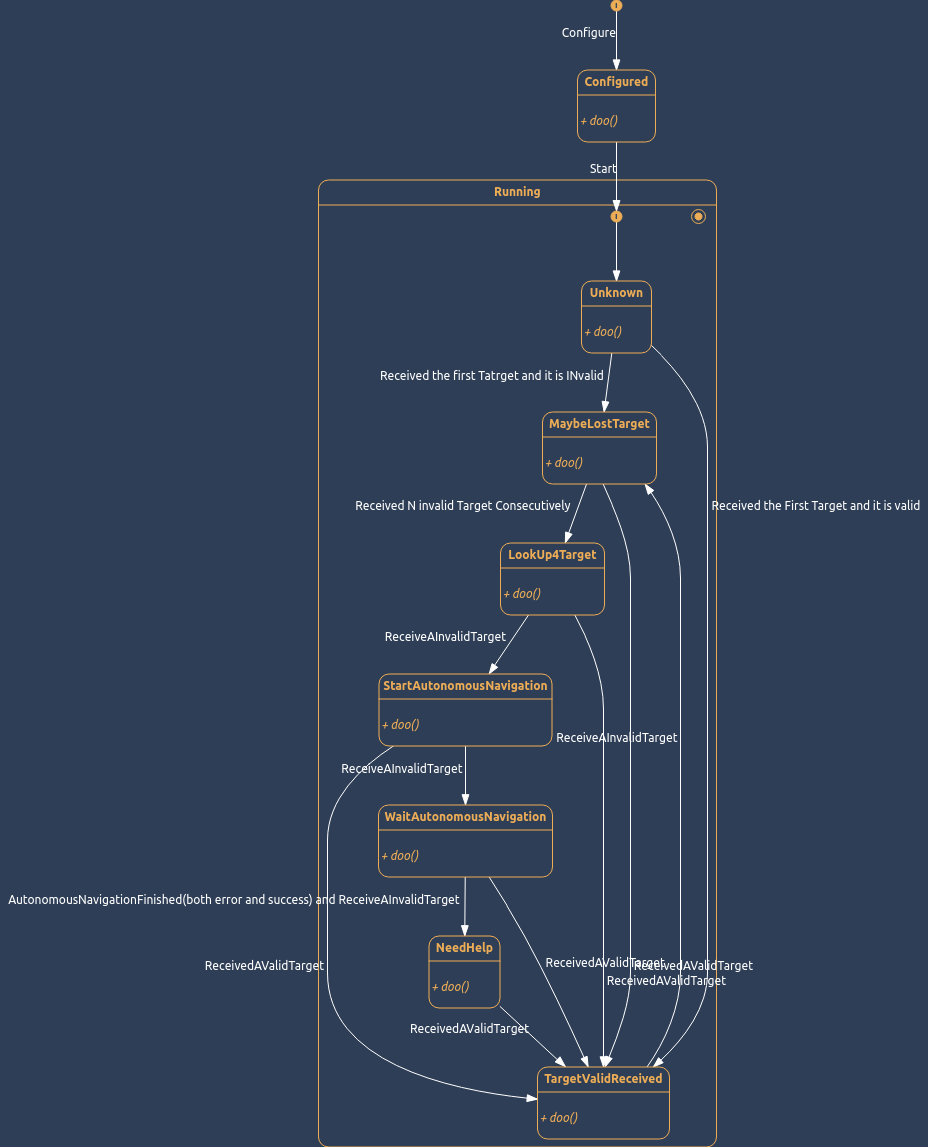 Configure
Configured
+ doo()
Start
Running
Unknown
+ doo()
Received the first Tatrget and it is INvalid
MaybeLostTarget
+ doo()
Received N invalid Target Consecutively
Received the First Target and it is valid
LookUp4Target
+ doo()
ReceiveAInvalidTarget
StartAutonomousNavigation
+ doo()
ReceiveAInvalidTarget
ReceiveAInvalidTarget
WaitAutonomousNavigation
+ doo()
AutonomousNavigationFinished(both error and success) and ReceiveAInvalidTarget
NeedHelp
+ doo()
ReceivedAValidTarget
ReceivedAValidTarget
ReceivedAValidTarget
ReceivedAValidTarget
ReceivedAValidTarget
TargetValidReceived
+ doo()